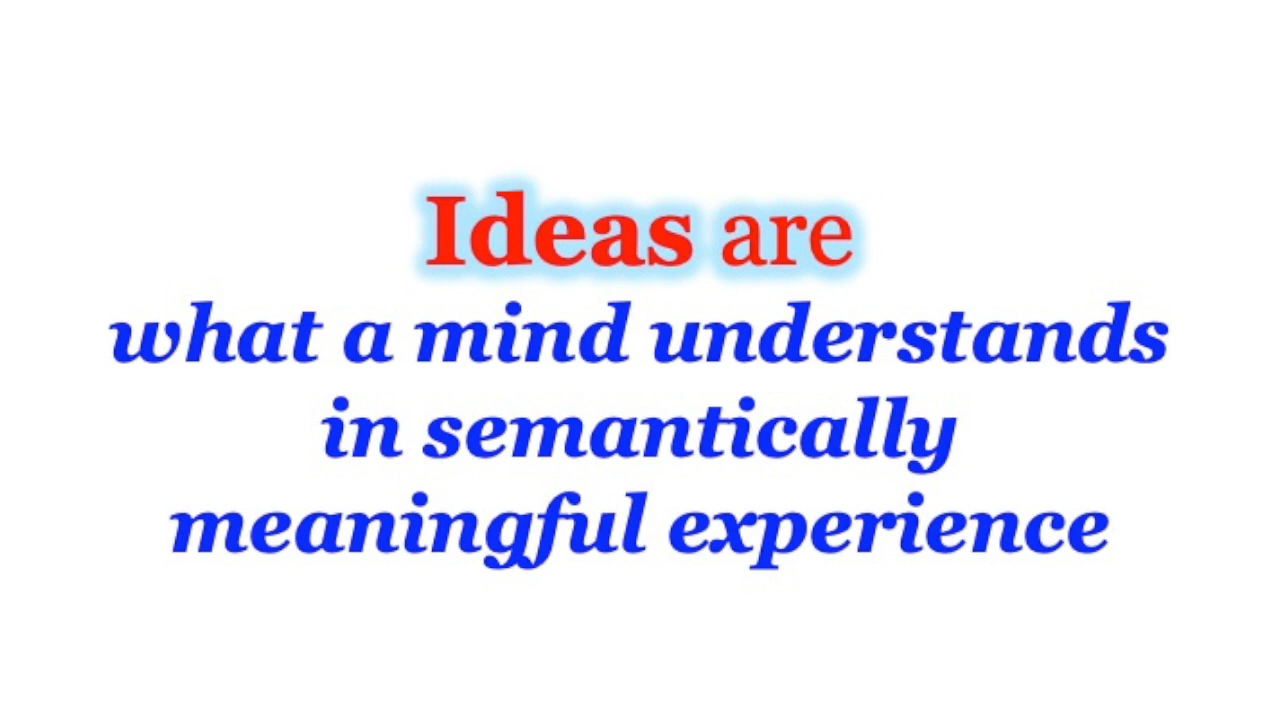 Ideas are
what a mind understands
in semantically
meaningful experience